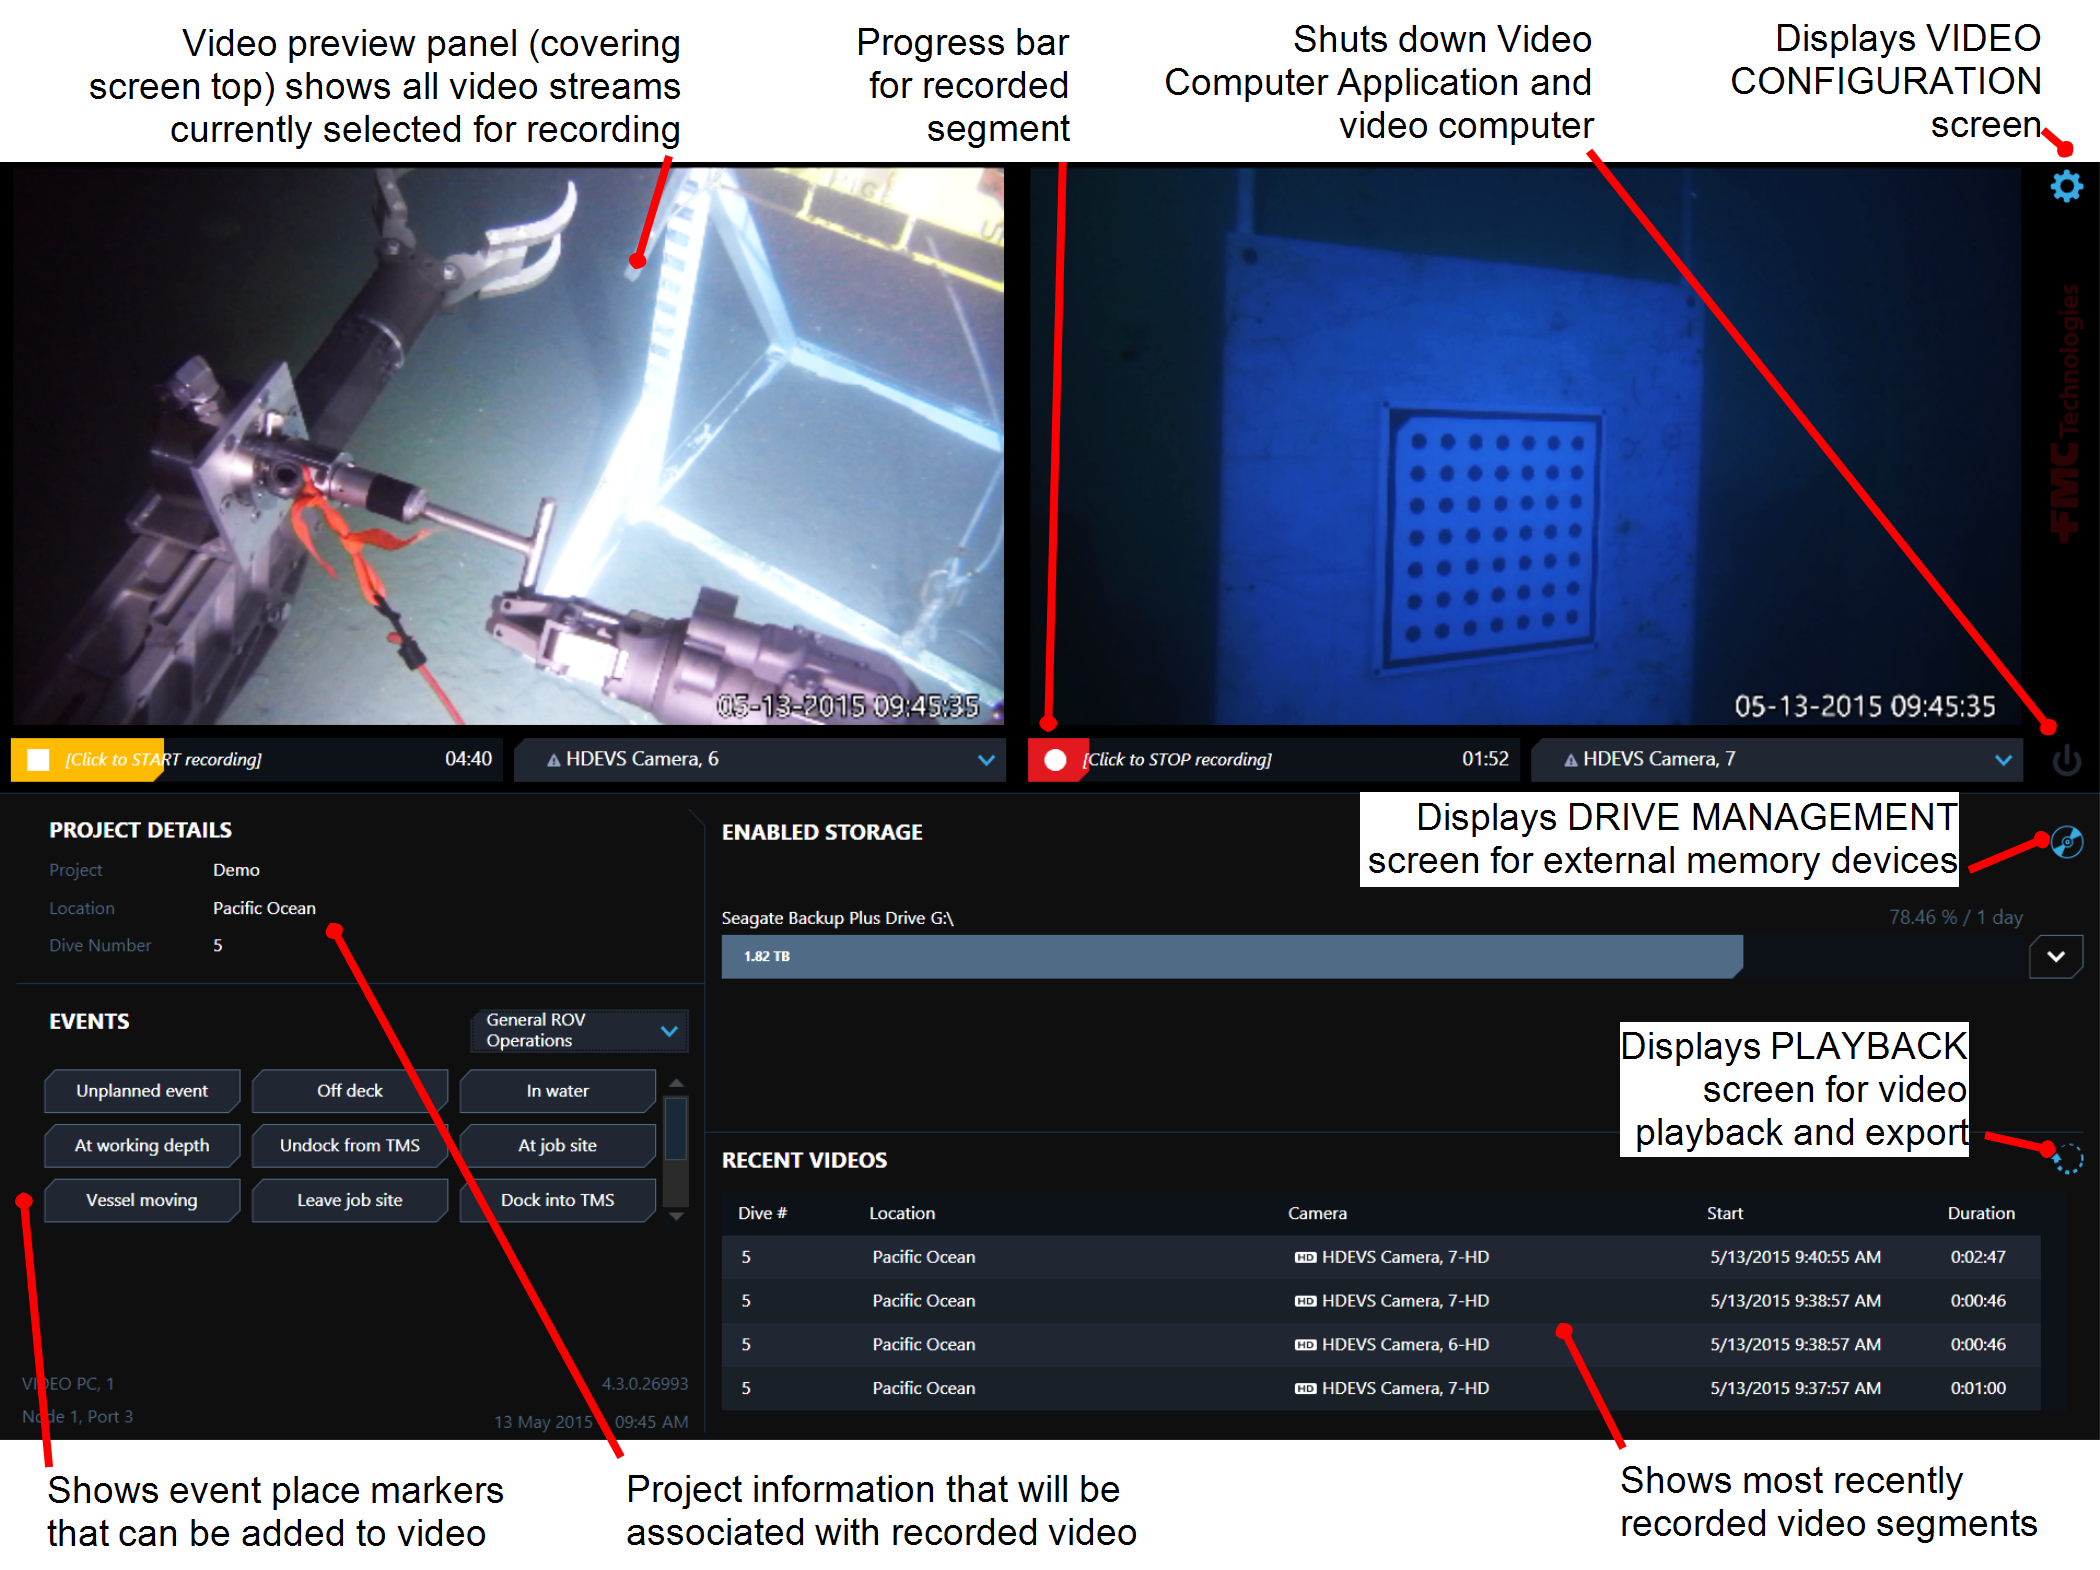 Video preview panel (covering
screen top) shows all video streams
currently selected for recording
Progress bar
for recorded
segment
Shuts down Video
Computer Application and
video computer
Displays VIDEO
CONFIGURATION
screen
05-13-2015 09:45:35
05-13-2015 09:45:35
FMC Technologies
[Click to START recording]
04:40
HDEVS Camera, 6
[Click to STOP recording]
01:52
HDEVS Camera, 7
PROJECT DETAILS
Project Demo
Location Pacific Ocean
Dive Number 5
ENABLED STORAGE
Displays DRIVE MANAGEMENT
screen for external memory devices
Seagate Backup Plus Drive G:\
78.46 % / 1 day
1.82 TB
EVENTS
General ROV
Operations
Unplanned event Off deck In water
At working depth Undock from TMS At job site
Vessel moving Leave job site Dock into TMS
Displays PLAYBACK
screen for video
playback and export
RECENT VIDEOS
Dive # Location Camera Start Duration
5 Pacific Ocean HD HDEVS Camera, 7-HD 5/13/2015 9:40:55 AM 0:02:47
5 Pacific Ocean HD HDEVS Camera, 7-HD 5/13/2015 9:38:57 AM 0:00:46
5 Pacific Ocean HD HDEVS Camera, 6-HD 5/13/2015 9:38:57 AM 0:00:46
5 Pacific Ocean HD HDEVS Camera, 7-HD 5/13/2015 9:37:57 AM 0:01:00
VIDEO PC, 1
4.3.0.26993
Node 1, Port 3
13 May 2015 09:45 AM
Shows event place markers
that can be added to video
Project information that will be
associated with recorded video
Shows most recently
recorded video segments